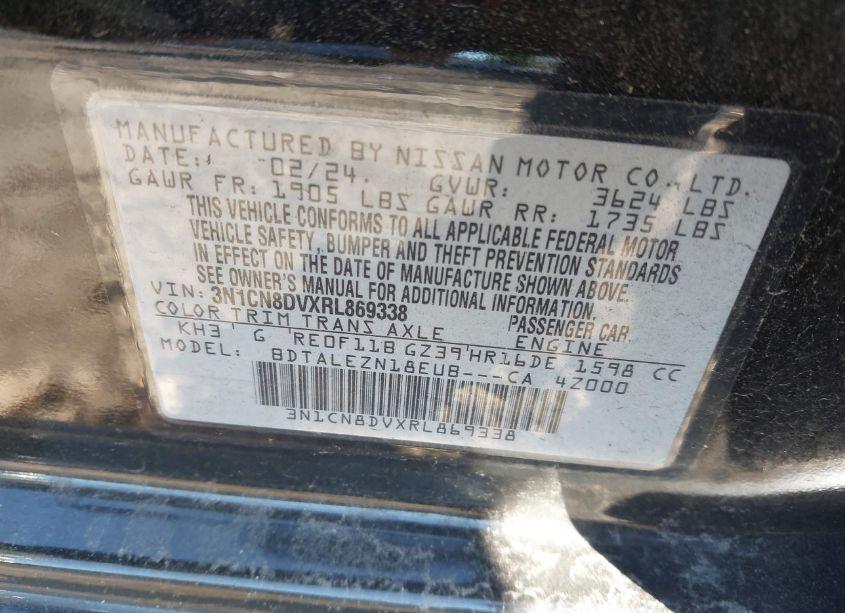 MANUFACTURED BY NISSAN MOTOR CO., LTD.
DATE: 02/24. GVWR: 3624 LBS
GAWR FR: 1905 LBS GAWR RR: 1735 LBS
THIS VEHICLE CONFORMS TO ALL APPLICABLE FEDERAL MOTOR
VEHICLE SAFETY, BUMPER AND THEFT PREVENTION STANDARDS
IN EFFECT ON THE DATE OF MANUFACTURE SHOWN ABOVE.
SEE OWNER'S MANUAL FOR ADDITIONAL INFORMATION.
VIN: 3N1CN8DVXRL869338 PASSENGER CAR
COLOR TRIM TRANS AXLE ENGINE
KH3 G RE0F11B GZ39 HR16DE 1598 CC
MODEL: BDTALEZN18EUB---CA 4Z000
3N1CN8DVXRL869338